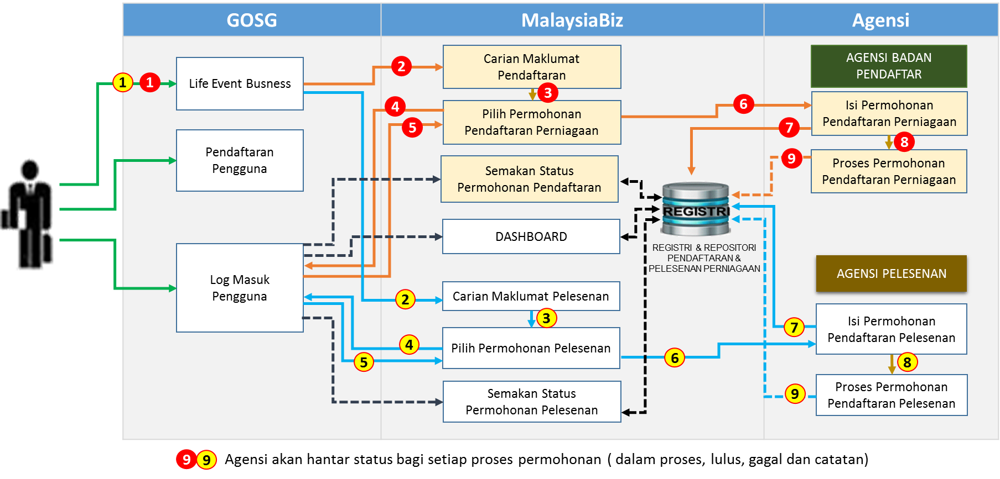 GOSG
MalaysiaBiz
Agensi
1
1
Life Event Busness
Pendaftaran
Pengguna
Log Masuk
Pengguna
2
Carian Maklumat
Pendaftaran
3
4
5
Pilih Permohonan
Pendaftaran Perniagaan
Semakan Status
Permohonan Pendaftaran
DASHBOARD
2
Carian Maklumat Pelesenan
3
4
5
Pilih Permohonan Pelesenan
Semakan Status
Permohonan Pelesenan
REGISTRI
REGISTRI & REPOSITORI
PENDAFTARAN &
PELESENAN PERNIAGAAN
AGENSI BADAN
PENDAFTAR
6
Isi Permohonan
Pendaftaran Perniagaan
7
8
9
Proses Permohonan
Pendaftaran Perniagaan
AGENSI PELESENAN
6
7
Isi Permohonan
Pendaftaran Pelesenan
8
9
Proses Permohonan
Pendaftaran Pelesenan
9 9 Agensi akan hantar status bagi setiap proses permohonan ( dalam proses, lulus, gagal dan catatan)